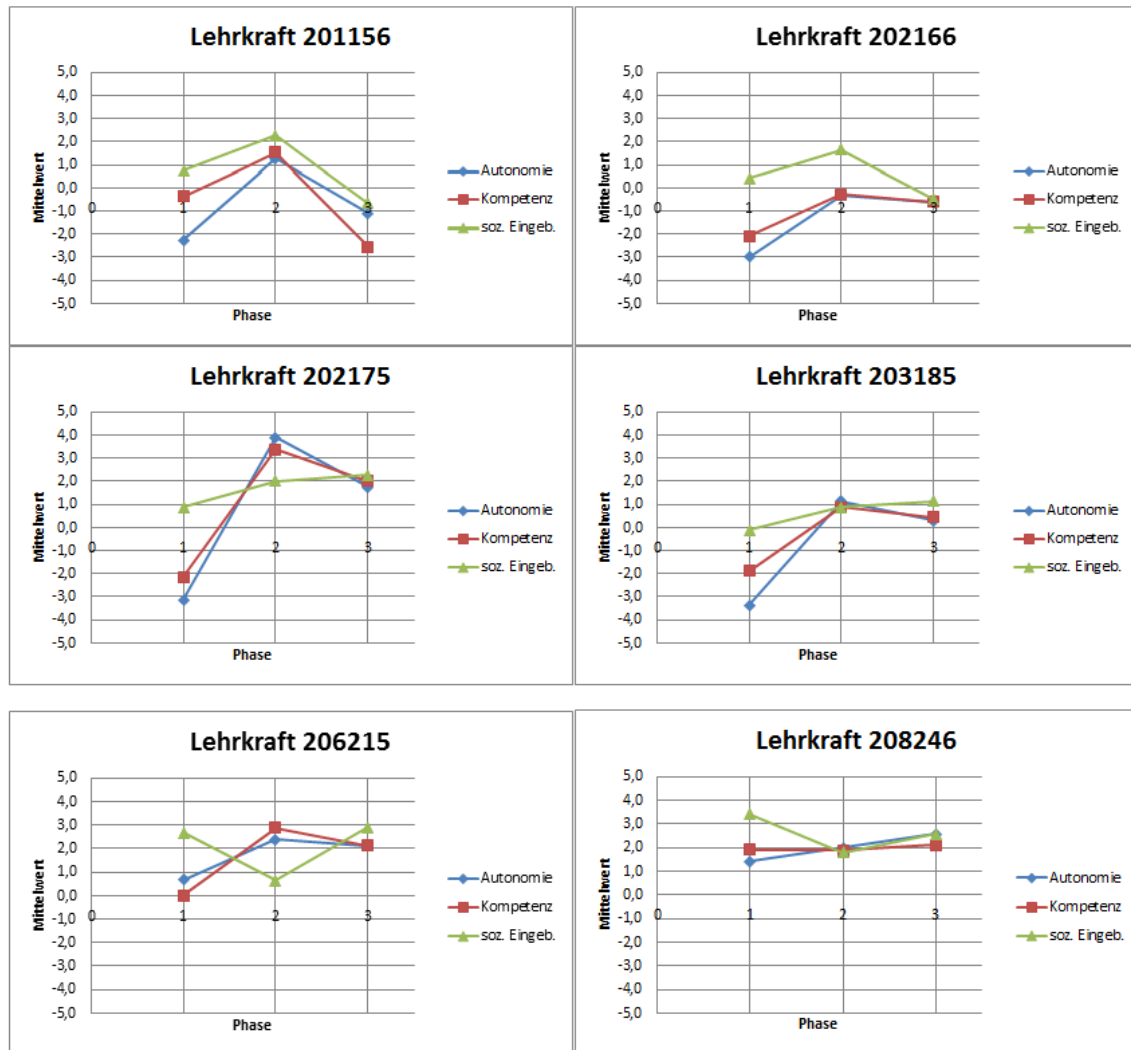 Lehrkraft 201156
5,0
4,0
3,0
2,0
1,0
0,0
-1,0
-2,0
-3,0
-4,0
-5,0
0 1 2 3
Mittelwert
Phase
Autonomie
Kompetenz
soz. Eingeb.
Lehrkraft 202166
5,0
4,0
3,0
2,0
1,0
0,0
-1,0
-2,0
-3,0
-4,0
-5,0
0 1 2 3
Mittelwert
Phase
Autonomie
Kompetenz
soz. Eingeb.
Lehrkraft 202175
5,0
4,0
3,0
2,0
1,0
0,0
-1,0
-2,0
-3,0
-4,0
-5,0
0 1 2 3
Mittelwert
Phase
Autonomie
Kompetenz
soz. Eingeb.
Lehrkraft 203185
5,0
4,0
3,0
2,0
1,0
0,0
-1,0
-2,0
-3,0
-4,0
-5,0
0 1 2 3
Mittelwert
Phase
Autonomie
Kompetenz
soz. Eingeb.
Lehrkraft 206215
5,0
4,0
3,0
2,0
1,0
0,0
-1,0
-2,0
-3,0
-4,0
-5,0
0 1 2 3
Mittelwert
Phase
Autonomie
Kompetenz
soz. Eingeb.
Lehrkraft 208246
5,0
4,0
3,0
2,0
1,0
0,0
-1,0
-2,0
-3,0
-4,0
-5,0
0 1 2 3
Mittelwert
Phase
Autonomie
Kompetenz
soz. Eingeb.